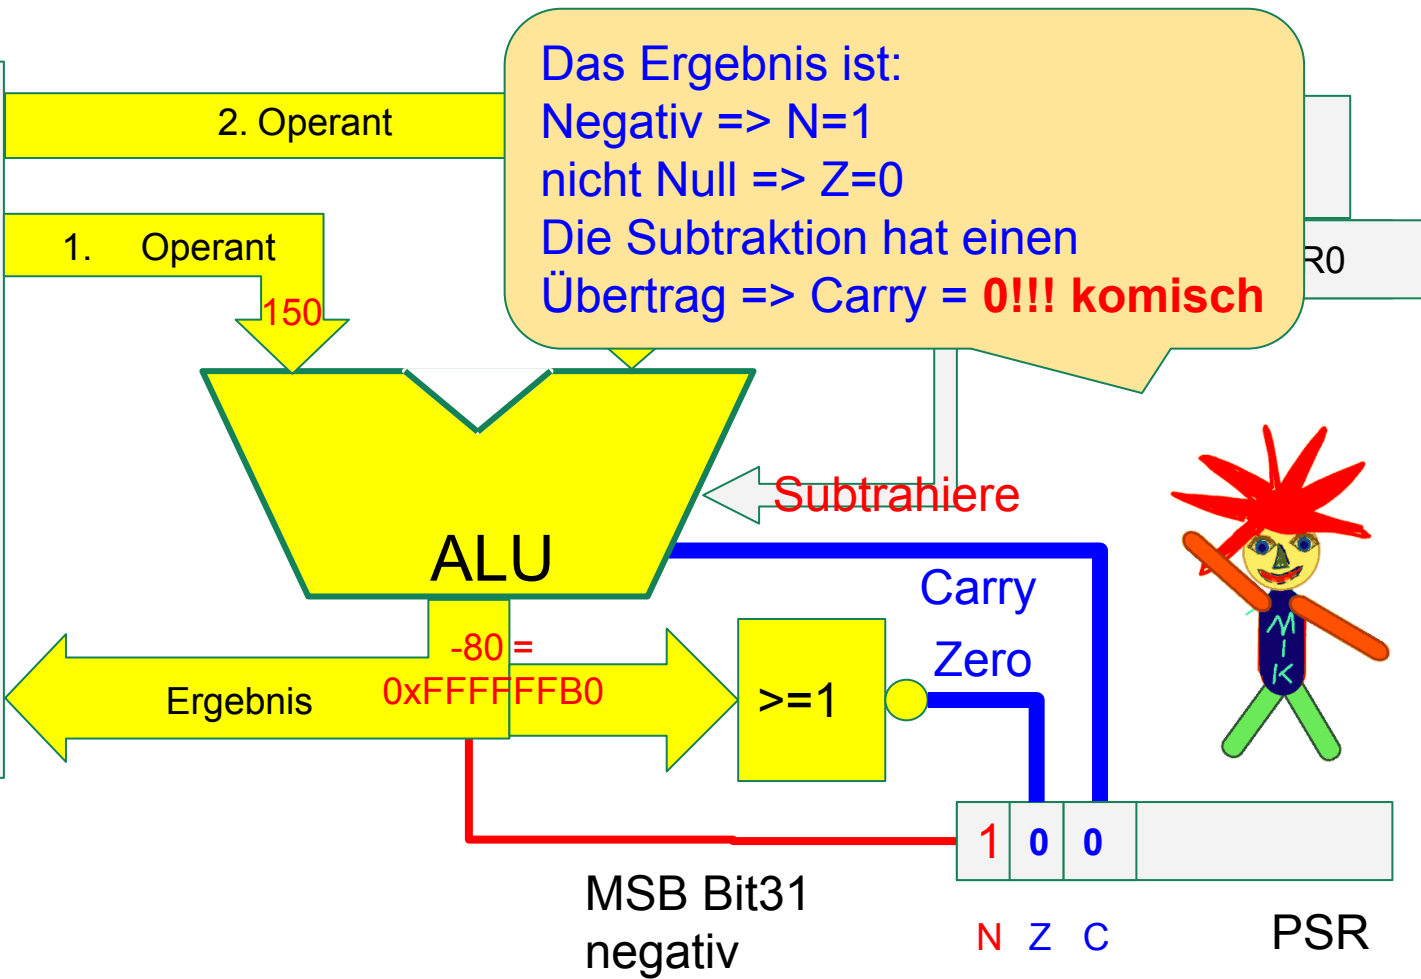 Das Ergebnis ist:
Negativ => N=1
nicht Null => Z=0
Die Subtraktion hat einen
Übertrag => Carry = 0!!! komisch
2. Operant
1. Operant
R0
150
Subtrahiere
ALU
Carry
Zero
-80 =
0xFFFFFFB0
Ergebnis
>=1
MIK
1 0 0
MSB Bit31
negativ
N Z C
PSR